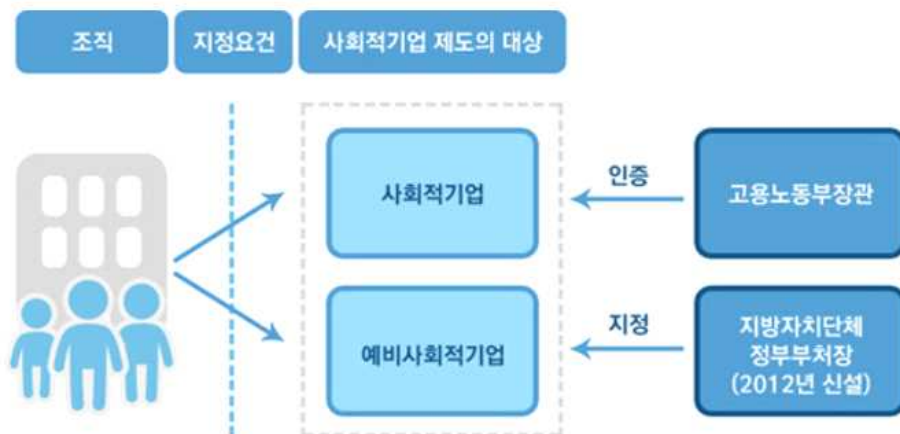 조직
지정요건
사회적기업 제도의 대상
사회적기업
인증
고용노동부장관
예비사회적기업
지정
지방자치단체
정부부처장
(2012년 신설)